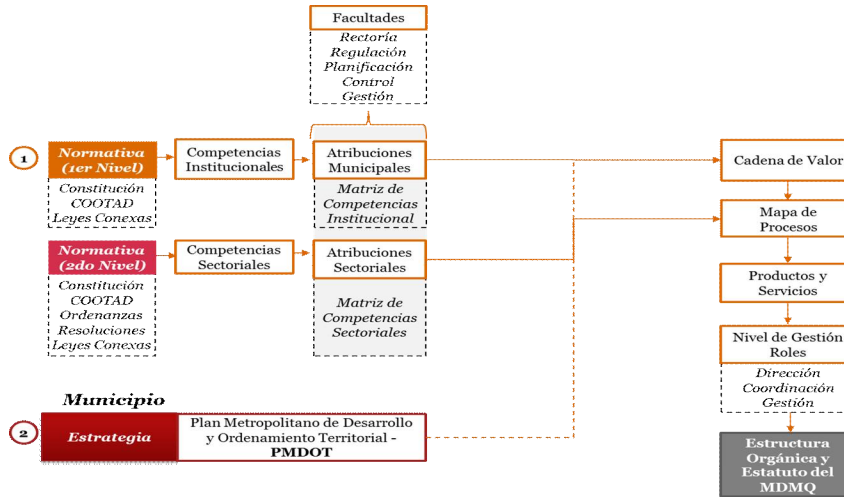 Facultades
Rectoría
Regulación
Planificación
Control
Gestión
1
Normativa
(1er Nivel)
Constitución
COOTAD
Leyes Conexas
Competencias
Institucionales
Atribuciones
Municipales
Matriz de
Competencias
Institucional
Normativa
(2do Nivel)
Constitución
COOTAD
Ordenanzas
Resoluciones
Leyes Conexas
Competencias
Sectoriales
Atribuciones
Sectoriales
Matriz de
Competencias
Sectoriales
Municipio
2
Estrategia
Plan Metropolitano de Desarrollo
y Ordenamiento Territorial -
PMDOT
Cadena de Valor
Mapa de
Procesos
Productos y
Servicios
Nivel de Gestión
Roles
Dirección
Coordinación
Gestión
Estructura
Orgánica y
Estatuto del
MDMQ